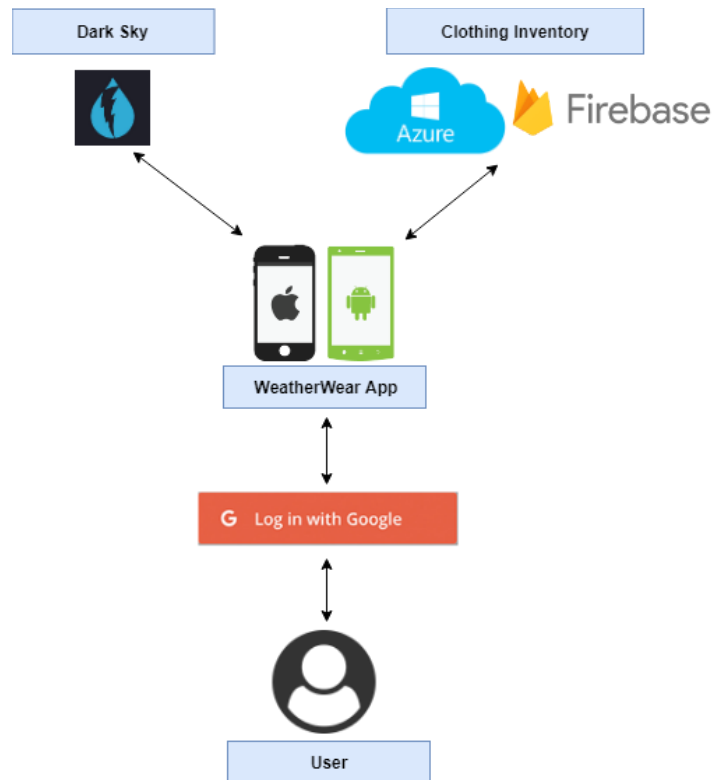 Dark Sky
Clothing Inventory
Azure
Firebase
WeatherWear App
G Log in with Google
User